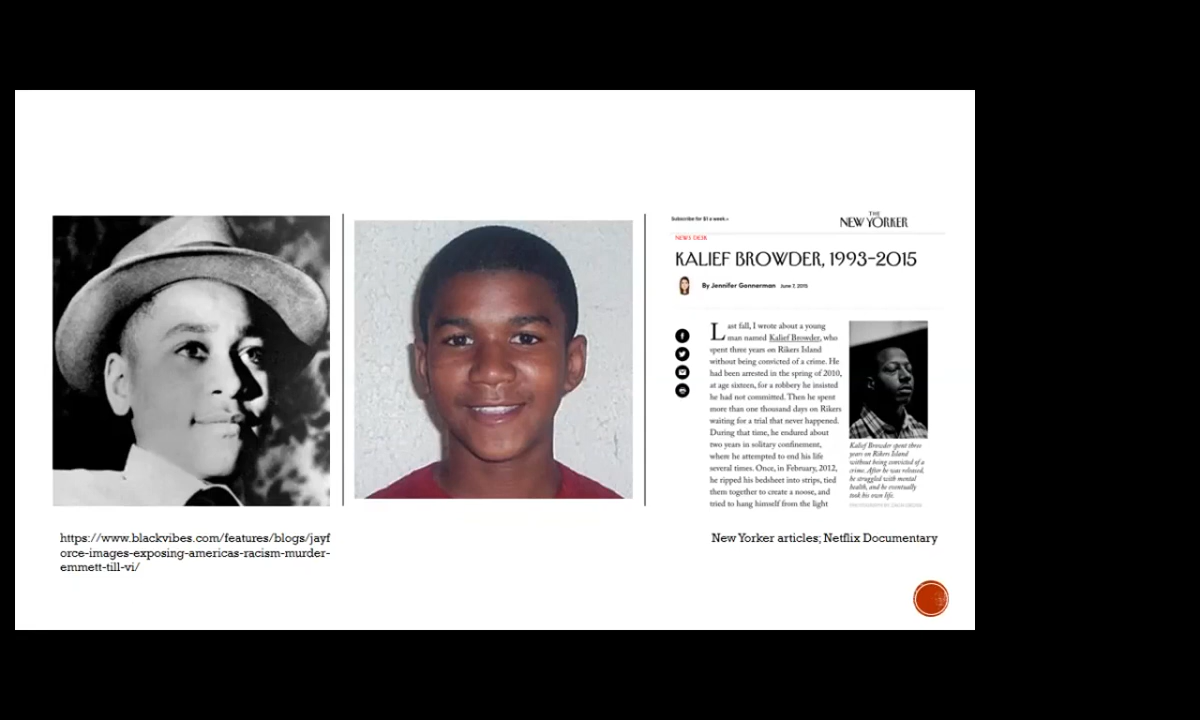 https://www.blackvibes.com/features/blogs/jayf
orce-images-exposing-americas-racism-murder-
emmett-till-vi/
Subscribe for $1 a week »
THE
NEW YORKER
NEWS DESK
KALIEF BROWDER, 1993–2015
By Jennifer Gonnerman June 7, 2015
Last fall, I wrote about a young
man named Kalief Browder, who
spent three years on Rikers Island
without being convicted of a crime. He
had been arrested in the spring of 2010,
at age sixteen, for a robbery he insisted
he had not committed. Then he spent
more than one thousand days on Rikers
waiting for a trial that never happened.
During that time, he endured about
two years in solitary confinement,
where he attempted to end his life
several times. Once, in February, 2012,
he ripped his bedsheet into strips, tied
them together to create a noose, and
tried to hang himself from the light
Kalief Browder spent three
years on Rikers Island
without being convicted of a
crime. After he was released,
he struggled with mental
health, and he eventually
took his own life.
New Yorker articles; Netflix Documentary